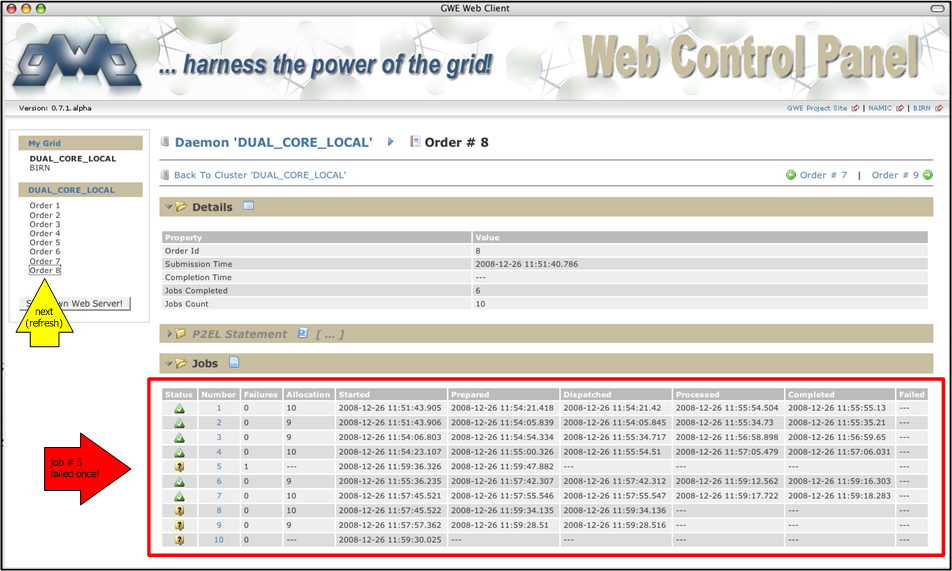 GWE Web Client
gwe ... harness the power of the grid! Web Control Panel
Version: 0.7.1.alpha
GWE Project Site | NAMIC | BIRN
My Grid
DUAL_CORE_LOCAL
BIRN
DUAL_CORE_LOCAL
Order 1
Order 2
Order 3
Order 4
Order 5
Order 6
Order 7
Order 8
wn Web Server!
next
(refresh)
job # 5
failed once!
Daemon 'DUAL_CORE_LOCAL' Order # 8
Back To Cluster 'DUAL_CORE_LOCAL' Order # 7 | Order # 9
Details
Property Value
Order Id 8
Submission Time 2008-12-26 11:51:40.786
Completion Time ---
Jobs Completed 6
Jobs Count 10
P2EL Statement [ ... ]
Jobs
Status Number Failures Allocation Started Prepared Dispatched Processed Completed Failed
1 0 10 2008-12-26 11:51:43.905 2008-12-26 11:54:21.418 2008-12-26 11:54:21.42 2008-12-26 11:55:54.504 2008-12-26 11:55:55.13 ---
2 0 9 2008-12-26 11:51:43.906 2008-12-26 11:54:05.839 2008-12-26 11:54:05.845 2008-12-26 11:55:34.73 2008-12-26 11:55:35.21 ---
3 0 9 2008-12-26 11:54:06.803 2008-12-26 11:54:54.334 2008-12-26 11:55:34.717 2008-12-26 11:56:58.898 2008-12-26 11:56:59.65 ---
4 0 10 2008-12-26 11:54:23.107 2008-12-26 11:55:00.326 2008-12-26 11:55:54.51 2008-12-26 11:57:05.479 2008-12-26 11:57:06.031 ---
5 1 --- 2008-12-26 11:59:36.326 2008-12-26 11:59:47.882 --- --- --- ---
6 0 9 2008-12-26 11:55:36.235 2008-12-26 11:57:42.307 2008-12-26 11:57:42.312 2008-12-26 11:59:12.562 2008-12-26 11:59:16.303 ---
7 0 10 2008-12-26 11:57:45.521 2008-12-26 11:57:55.546 2008-12-26 11:57:55.547 2008-12-26 11:59:17.722 2008-12-26 11:59:18.283 ---
8 0 10 2008-12-26 11:57:45.522 2008-12-26 11:59:34.135 2008-12-26 11:59:34.136 --- --- ---
9 0 9 2008-12-26 11:57:57.362 2008-12-26 11:59:28.51 2008-12-26 11:59:28.516 --- --- ---
10 0 --- 2008-12-26 11:59:30.025 --- --- --- --- ---